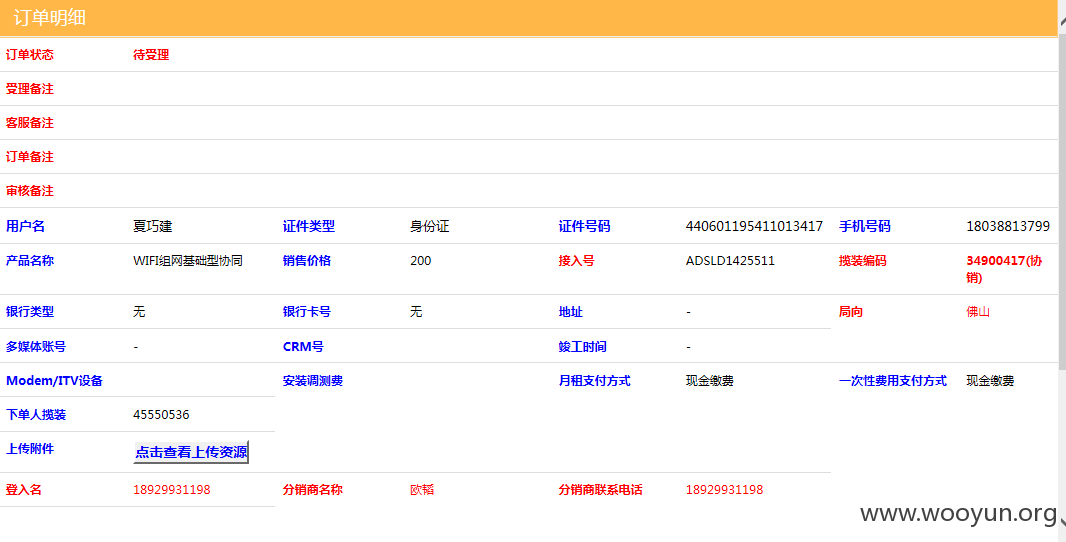 订单明细
订单状态 待受理
受理备注
客服备注
订单备注
审核备注
用户名 夏巧建 证件类型 身份证 证件号码 440601195411013417 手机号码 18038813799
产品名称 WIFI组网基础型协同 销售价格 200 接入号 ADSLD1425511 揽装编码 34900417(协
销)
银行类型 无 银行卡号 无 地址 - 局向 佛山
多媒体账号 - CRM号 竣工时间 -
Modem/ITV设备 安装调测费 月租支付方式 现金缴费 一次性费用支付方式 现金缴费
下单人揽装 45550536
上传附件 点击查看上传资源
登入名 18929931198 分销商名称 欧韬 分销商联系电话 18929931198
www.wooyun.org